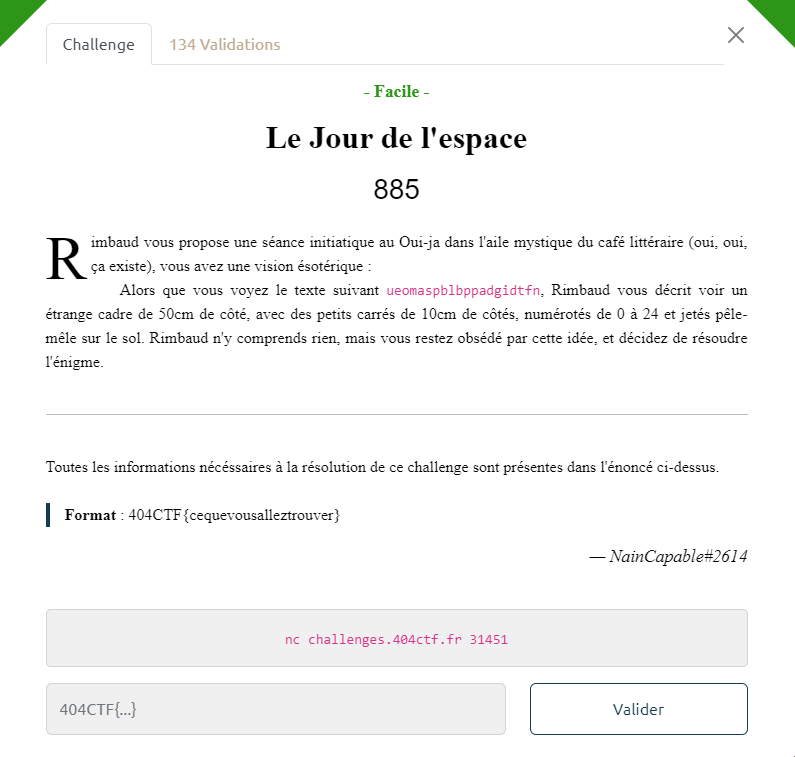 Challenge
134 Validations
- Facile -
Le Jour de l'espace
885
Rimbaud vous propose une séance initiatique au Oui-ja dans l'aile mystique du café littéraire (oui, oui,
ça existe), vous avez une vision ésotérique :
Alors que vous voyez le texte suivant ueomaspblbppadgidtfn, Rimbaud vous décrit voir un
étrange cadre de 50cm de côté, avec des petits carrés de 10cm de côtés, numérotés de 0 à 24 et jetés pêle-
mêle sur le sol. Rimbaud n'y comprends rien, mais vous restez obsédé par cette idée, et décidez de résoudre
l'énigme.
Toutes les informations nécéssaires à la résolution de ce challenge sont présentes dans l'énoncé ci-dessus.
Format : 404CTF{cequevousalleztrouver}
— NainCapable#2614
nc challenges.404ctf.fr 31451
404CTF{...}
Valider